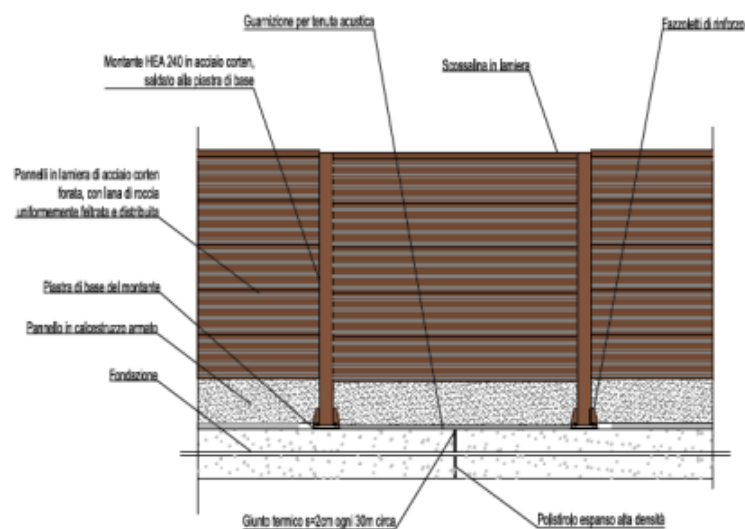 Guarnizione per tenuta acustica
Fazzoletti di rinforzo
Montante HEA 240 in acciaio corten,
saldato alla piastra di base
Scossalina in lamiera
Pannelli in lamiera di acciaio corten
forata, con lana di roccia
uniformemente feltrata e distribuita
Piastra di base del montante
Pannello in calcestruzzo armato
Fondazione
Giunto termico s=2cm ogni 30m circa
Polistirolo espanso alta densità